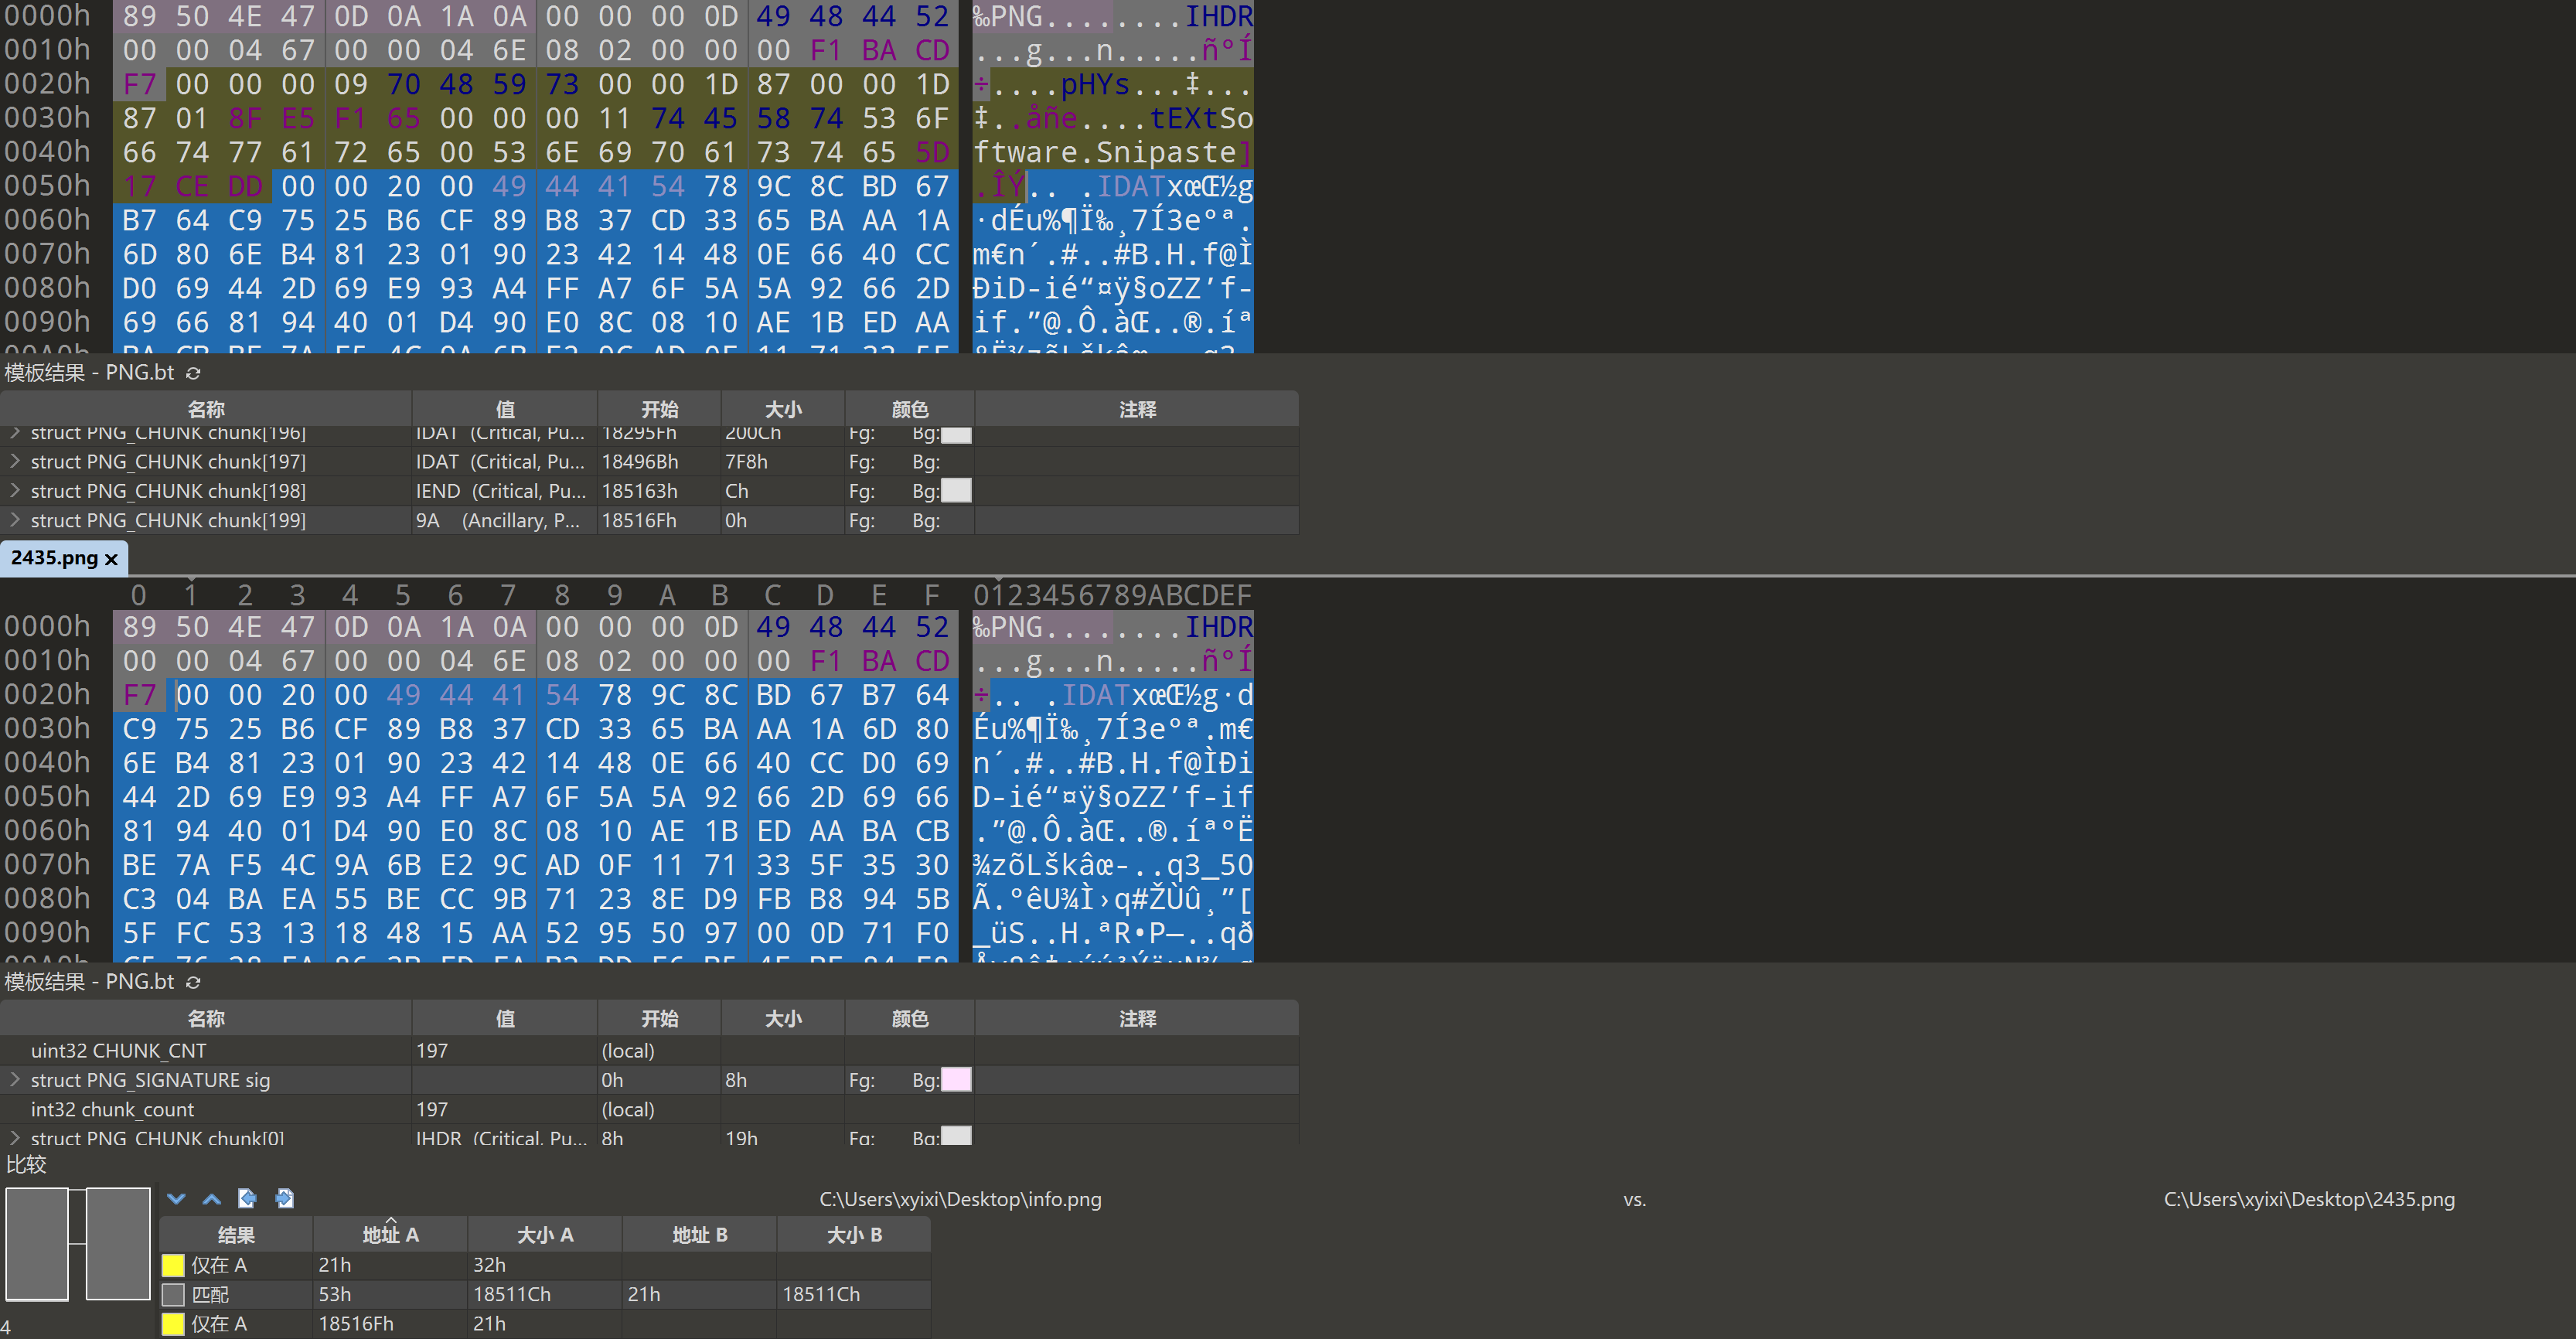 0000h 89 50 4E 47 0D 0A 1A 0A 00 00 00 0D 49 48 44 52 ‰PNG........IHDR
0010h 00 00 04 67 00 00 04 6E 08 02 00 00 00 F1 BA CD ...g...n.....ñºÍ
0020h F7 00 00 00 09 70 48 59 73 00 00 1D 87 00 00 1D ÷....pHYs...‡...
0030h 87 01 8F E5 F1 65 00 00 00 11 74 45 58 74 53 6F ‡..åñe....tEXtSo
0040h 66 74 77 61 72 65 00 53 6E 69 70 61 73 74 65 5D ftware.Snipaste]
0050h 17 CE DD 00 00 20 00 49 44 41 54 78 9C 8C BD 67 .ÎÝ.. .IDATxœŒ½g
0060h B7 64 C9 75 25 B6 CF 89 B8 37 CD 33 65 BA AA 1A ·dÉu%¶Ï‰¸7Í3eºª.
0070h 6D 80 6E B4 81 23 01 90 23 42 14 48 0E 66 40 CC m€n´.#..#B.H.f@Ì
0080h D0 69 44 2D 69 E9 93 A4 FF A7 6F 5A 5A 92 66 2D ÐiD-ié“¤ÿ§oZZ’f-
0090h 69 66 81 94 40 01 D4 90 E0 8C 08 10 AE 1B ED AA if.”@.Ô.àŒ..®.íª
模板结果 - PNG.bt
名称 值 开始 大小 颜色 注释
struct PNG_CHUNK chunk[196] IDAT (Critical, Pu... 18295Fh 200Ch Fg: Bg:
struct PNG_CHUNK chunk[197] IDAT (Critical, Pu... 18496Bh 7F8h Fg: Bg:
struct PNG_CHUNK chunk[198] IEND (Critical, Pu... 185163h Ch Fg: Bg:
struct PNG_CHUNK chunk[199] 9A (Ancillary, P... 18516Fh 0h Fg: Bg:
2435.png
0 1 2 3 4 5 6 7 8 9 A B C D E F 0123456789ABCDEF
0000h 89 50 4E 47 0D 0A 1A 0A 00 00 00 0D 49 48 44 52 ‰PNG........IHDR
0010h 00 00 04 67 00 00 04 6E 08 02 00 00 00 F1 BA CD ...g...n.....ñºÍ
0020h F7 00 00 20 00 49 44 41 54 78 9C 8C BD 67 B7 64 ÷.. .IDATxœŒ½g·d
0030h C9 75 25 B6 CF 89 B8 37 CD 33 65 BA AA 1A 6D 80 Éu%¶Ï‰¸7Í3eºª.m€
0040h 6E B4 81 23 01 90 23 42 14 48 0E 66 40 CC D0 69 n´.#..#B.H.f@ÌÐi
0050h 44 2D 69 E9 93 A4 FF A7 6F 5A 5A 92 66 2D 69 66 D-ié“¤ÿ§oZZ’f-if
0060h 81 94 40 01 D4 90 E0 8C 08 10 AE 1B ED AA BA CB .”@.Ô.àŒ..®.íªºË
0070h BE 7A F5 4C 9A 6B E2 9C AD 0F 11 71 33 5F 35 30 ¾zõLškâœ-..q3_50
0080h C3 04 BA EA 55 BE CC 9B 71 23 8E D9 FB B8 94 5B Ã.ºêU¾Ì›q#ŽÙû¸”[
0090h 5F FC 53 13 18 48 15 AA 52 95 50 97 00 0D 71 F0 _üS..H.ªR•P—..qð
模板结果 - PNG.bt
名称 值 开始 大小 颜色 注释
uint32 CHUNK_CNT 197 (local)
struct PNG_SIGNATURE sig 0h 8h Fg: Bg:
int32 chunk_count 197 (local)
struct PNG_CHUNK chunk[0] IHDR (Critical, Pu... 8h 19h Fg: Bg:
比较
C:\Users\xyixi\Desktop\info.png vs. C:\Users\xyixi\Desktop\2435.png
结果 地址 A 大小 A 地址 B 大小 B
仅在 A 21h 32h
匹配 53h 18511Ch 21h 18511Ch
仅在 A 18516Fh 21h
4